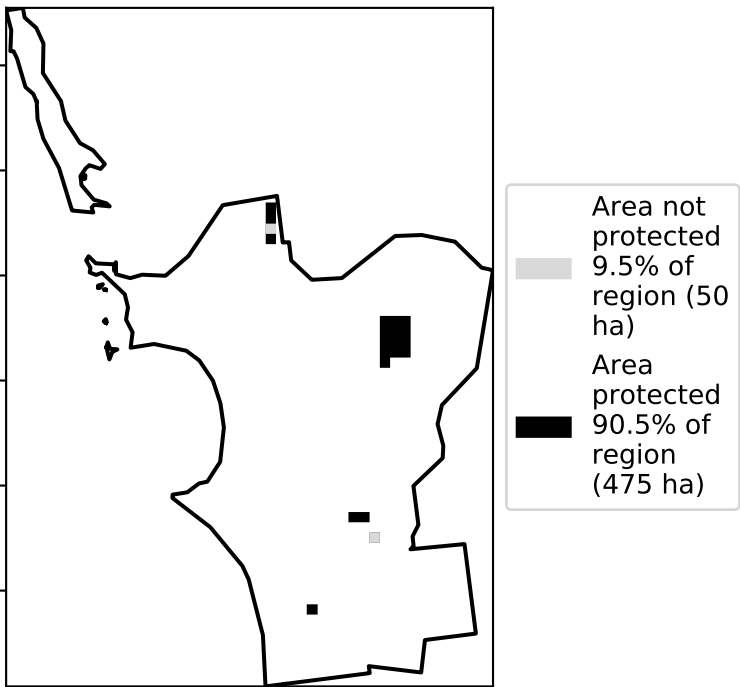 Area not
protected
9.5% of
region (50
ha)
Area
protected
90.5% of
region
(475 ha)